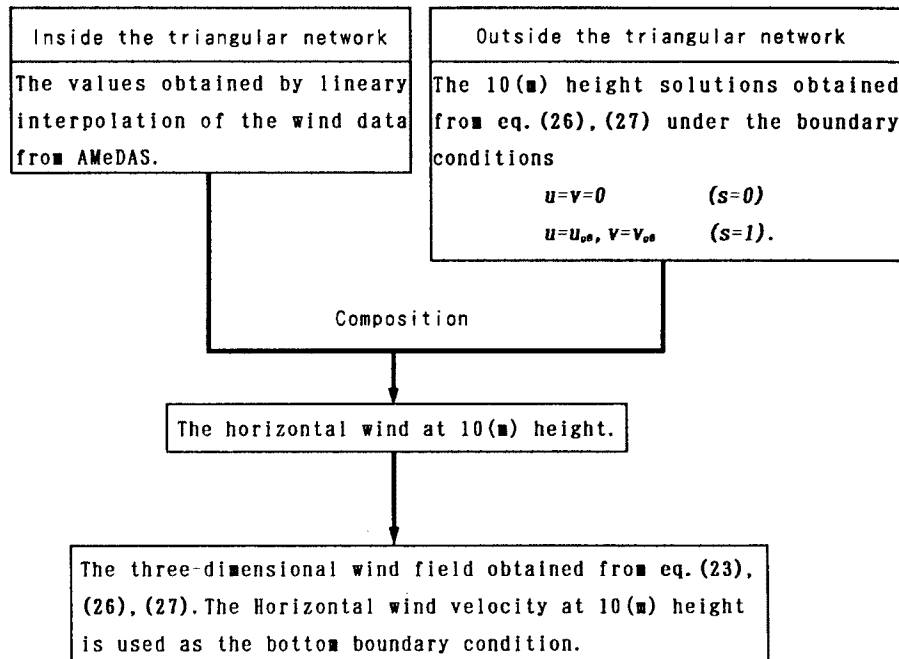 Inside the triangular network
The values obtained by lineary
interpolation of the wind data
from AMeDAS.
Outside the triangular network
The 10(m) height solutions obtained
from eq.(26),(27) under the boundary
conditions
u=v=0 (s=0)
u=u_os, v=v_os (s=1).
Composition
The horizontal wind at 10(m) height.
The three-dimensional wind field obtained from eq.(23),
(26),(27).The Horizontal wind velocity at 10(m) height
is used as the bottom boundary condition.